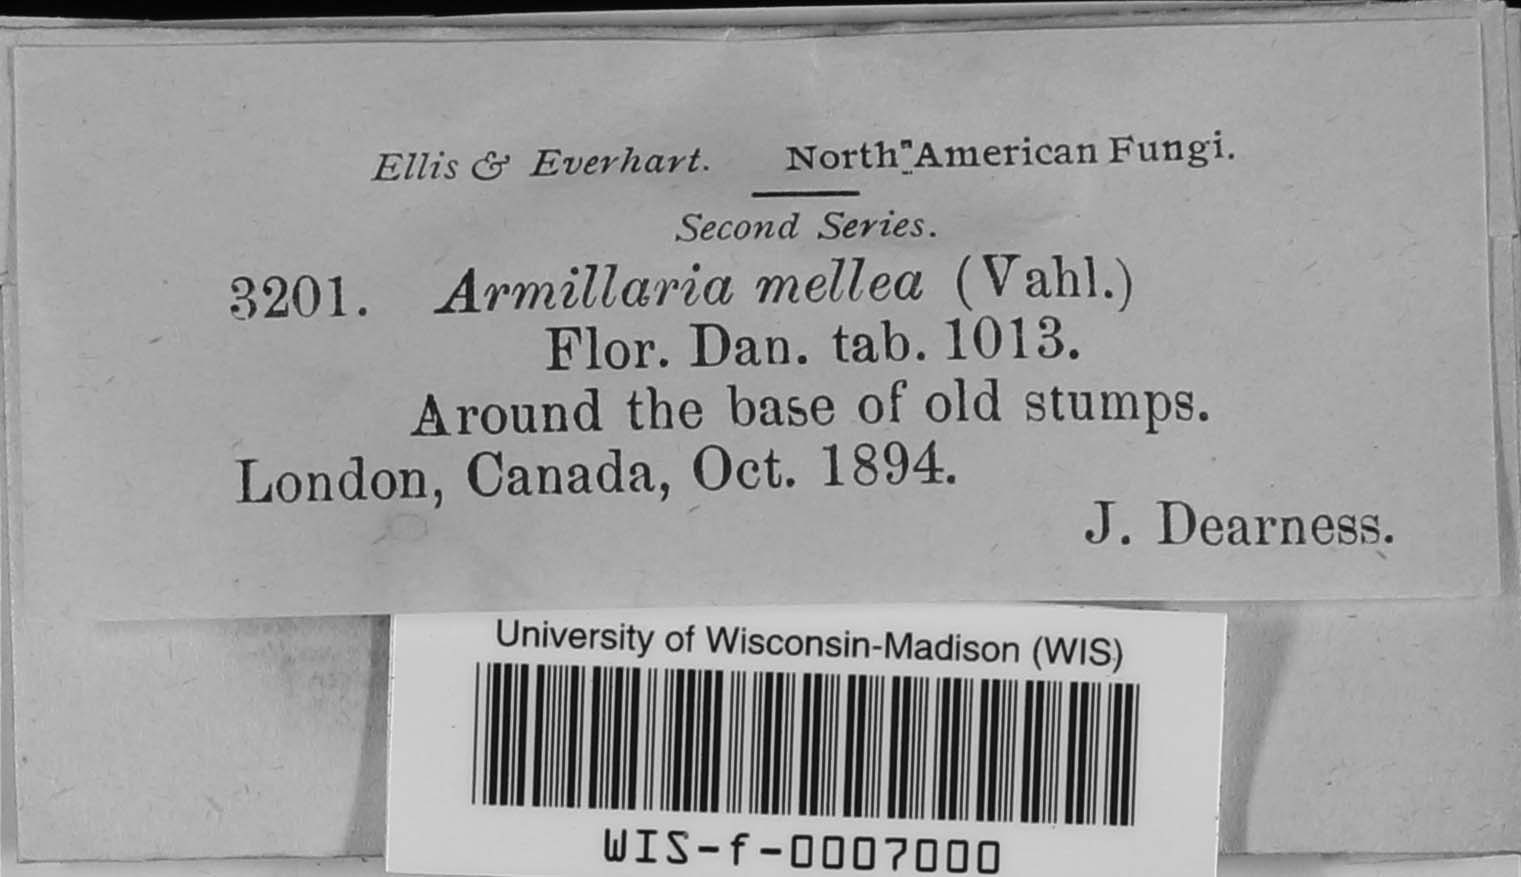 Ellis & Everhart. North American Fungi.
Second Series.
3201. Armillaria mellea (Vahl.)
Flor. Dan. tab. 1013.
Around the base of old stumps.
London, Canada, Oct. 1894.
J. Dearness.
University of Wisconsin-Madison (WIS)
WIS-f-0007000